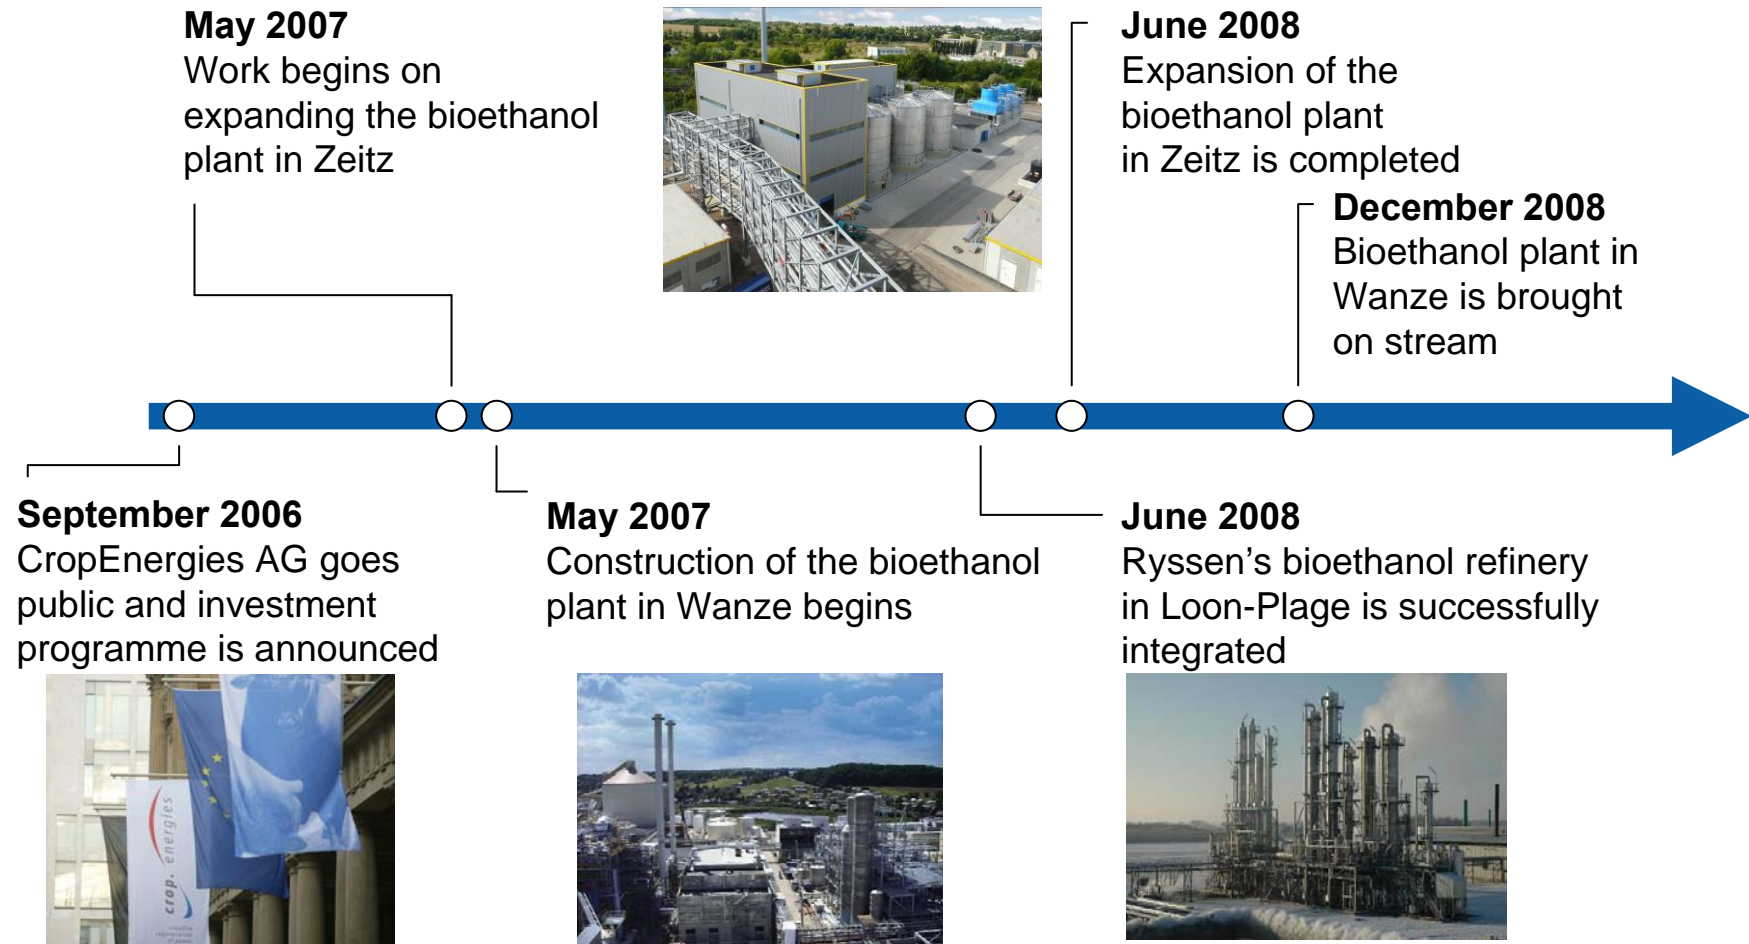 May 2007
Work begins on
expanding the bioethanol
plant in Zeitz
June 2008
Expansion of the
bioethanol plant
in Zeitz is completed
December 2008
Bioethanol plant in
Wanze is brought
on stream
September 2006
CropEnergies AG goes
public and investment
programme is announced
May 2007
Construction of the bioethanol
plant in Wanze begins
June 2008
Ryssen’s bioethanol refinery
in Loon-Plage is successfully
integrated
crop. energies